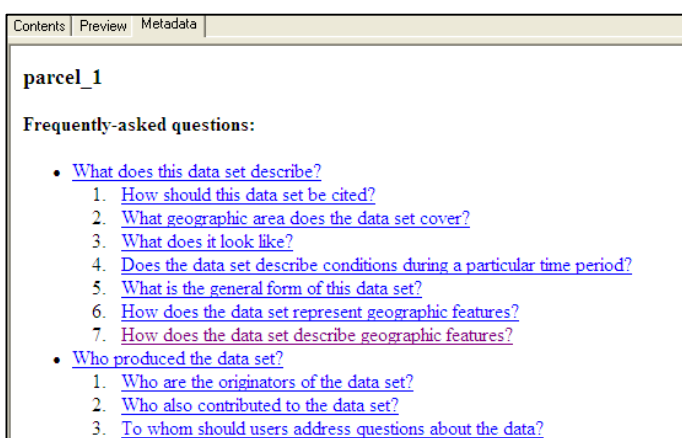 Contents Preview Metadata
parcel_1
Frequently-asked questions:
• What does this data set describe?
1. How should this data set be cited?
2. What geographic area does the data set cover?
3. What does it look like?
4. Does the data set describe conditions during a particular time period?
5. What is the general form of this data set?
6. How does the data set represent geographic features?
7. How does the data set describe geographic features?
• Who produced the data set?
1. Who are the originators of the data set?
2. Who also contributed to the data set?
3. To whom should users address questions about the data?